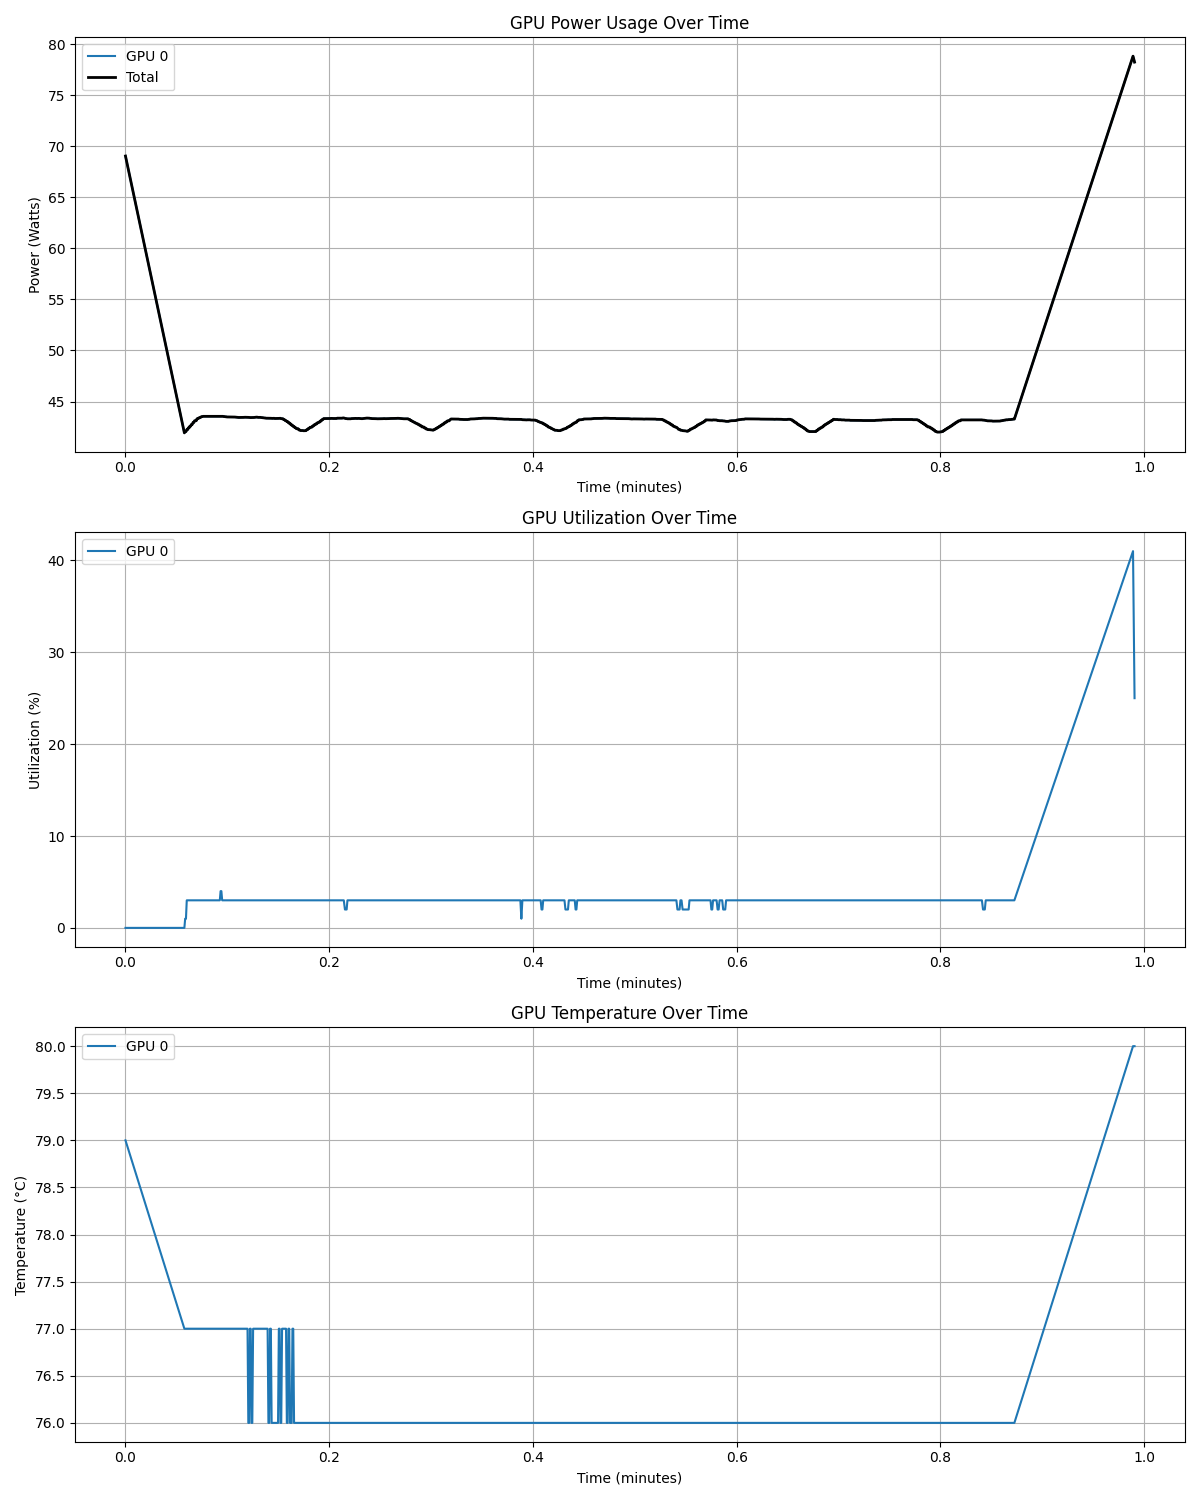 GPU Power Usage Over Time
GPU 0
Total
80
75
70
65
60
55
50
45
Power (Watts)
0.0 0.2 0.4 0.6 0.8 1.0
Time (minutes)
GPU Utilization Over Time
GPU 0
40
30
20
10
0
Utilization (%)
0.0 0.2 0.4 0.6 0.8 1.0
Time (minutes)
GPU Temperature Over Time
GPU 0
80.0
79.5
79.0
78.5
78.0
77.5
77.0
76.5
76.0
Temperature (°C)
0.0 0.2 0.4 0.6 0.8 1.0
Time (minutes)